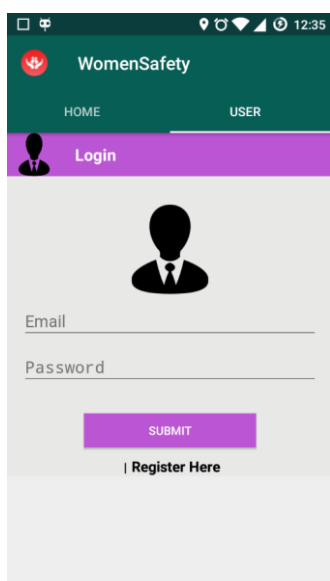 12:35
WomenSafety
HOME USER
Login
Email
Password
SUBMIT
| Register Here